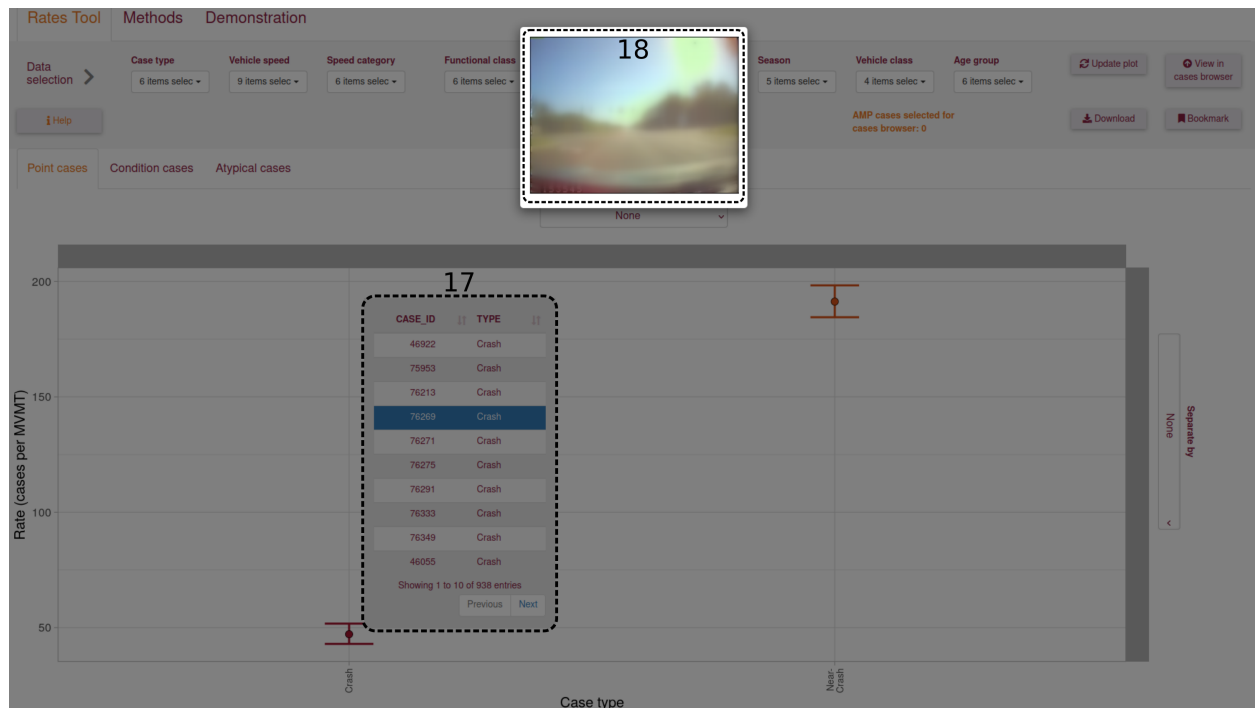 Rates Tool Methods Demonstration
18
Data selection
Case type
6 items selec
Vehicle speed
9 items selec
Speed category
6 items selec
Functional class
6 items selec
Season
5 items selec
Vehicle class
4 items selec
Age group
6 items selec
Update plot
View in cases browser
i Help
AMP cases selected for
cases browser: 0
Download
Bookmark
Point cases Condition cases Atypical cases
None
17
CASE_ID TYPE
46922 Crash
75953 Crash
76213 Crash
76269 Crash
76271 Crash
76275 Crash
76291 Crash
76333 Crash
76349 Crash
46055 Crash
Showing 1 to 10 of 938 entries
Previous Next
200
150
100
50
Rate (cases per MVMT)
Separate by
None
Crash
Near-
Crash
Case type